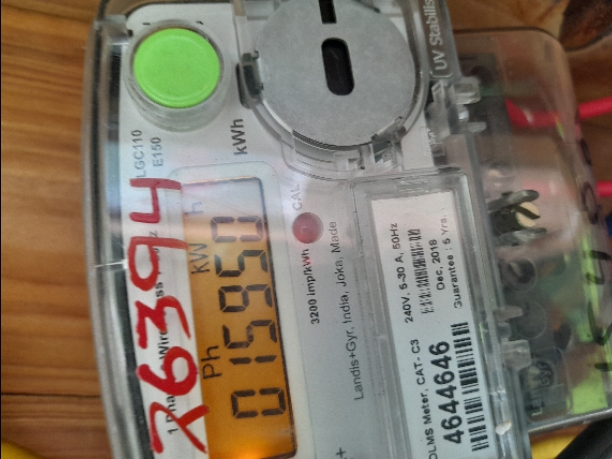 LGC110
E150
kWh
UV Stabilis
76394
Ph KW h
015950
CAL
3200 imp/kWh
Landis+Gyr, India, Joka, Made
DLMS Meter, CAT- C3
240V, 5-30 A, 50Hz
4644646
Dec, 2018
Guarantee : 5 Yrs.